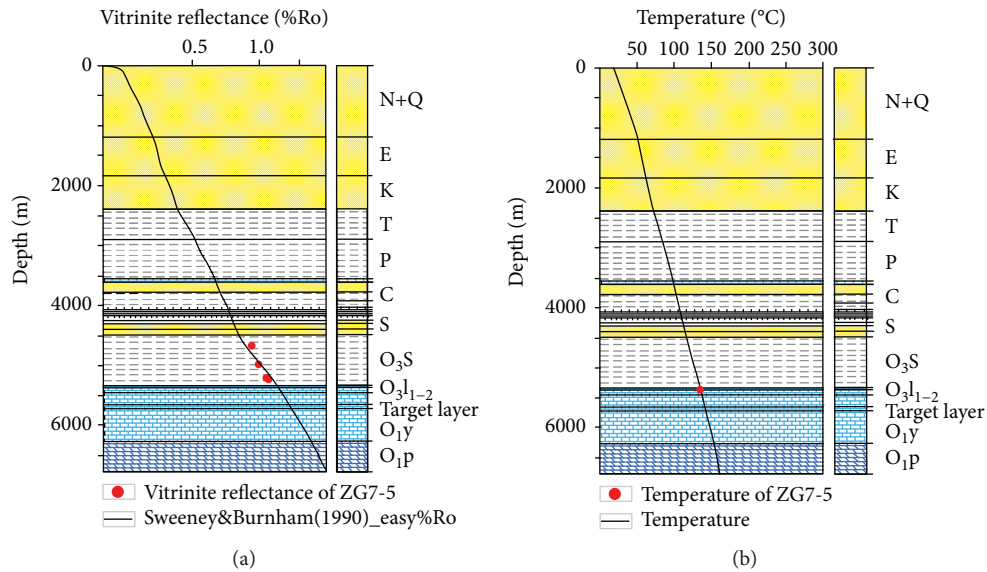 Vitrinite reflectance (%Ro)
0.5 1.0
Depth (m)
0
2000
4000
6000
N+Q
E
K
T
P
C
S
O₃S
O₃l₁₋₂
Target layer
O₁y
O₁p
Vitrinite reflectance of ZG7-5
Sweeney&Burnham(1990)_easy%Ro
(a)
Temperature (°C)
50 100 150 200 250 300
Depth (m)
0
2000
4000
6000
N+Q
E
K
T
P
C
S
O₃S
O₃l₁₋₂
Target layer
O₁y
O₁p
Temperature of ZG7-5
Temperature
(b)